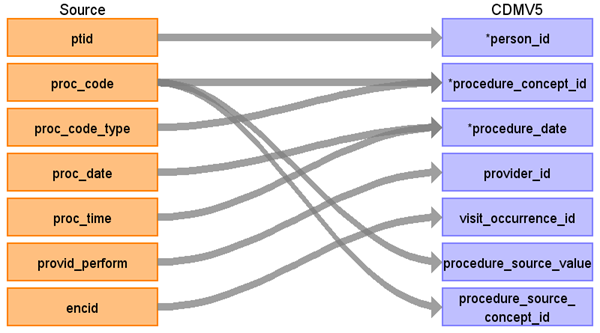 Source
CDMV5
ptid
*person_id
proc_code
*procedure_concept_id
proc_code_type
*procedure_date
proc_date
provider_id
proc_time
visit_occurrence_id
provid_perform
procedure_source_value
encid
procedure_source_
concept_id